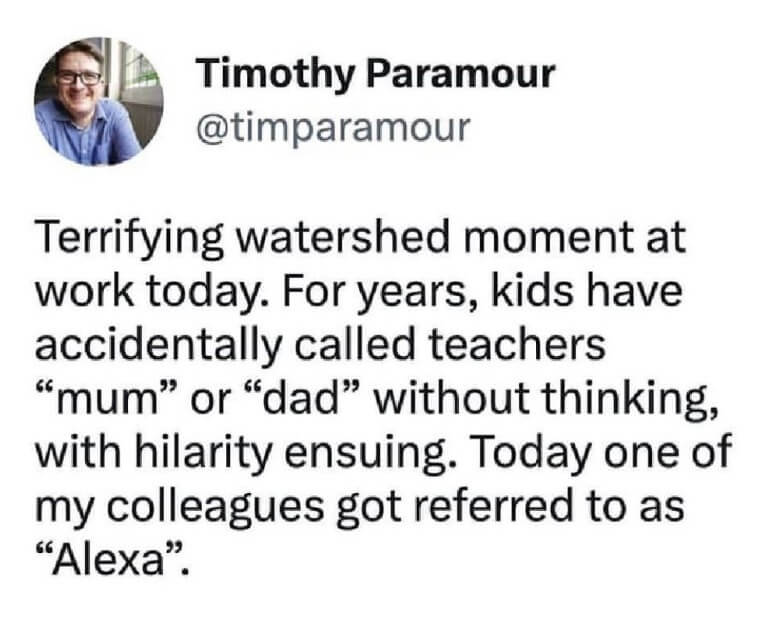 Timothy Paramour
@timparamour
Terrifying watershed moment at
work today. For years, kids have
accidentally called teachers
“mum” or “dad” without thinking,
with hilarity ensuing. Today one of
my colleagues got referred to as
“Alexa”.